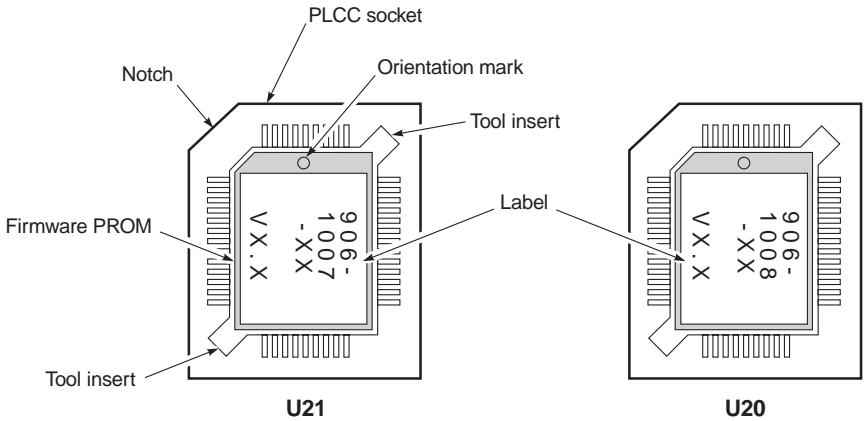 PLCC socket
Notch
Orientation mark
Tool insert
Firmware PROM
Label
Tool insert
906-
1007
-XX
VX.X
U21
906-
1008
-XX
VX.X
U20